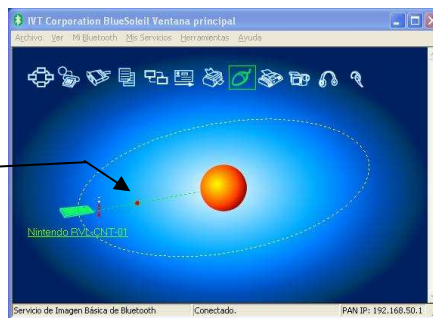 IVT Corporation BlueSoleil Ventana principal
Archivo Ver Mi Bluetooth Mis Servicios Herramientas Ayuda
Nintendo RVL-CNT-01
Servicio de Imagen Básica de Bluetooth Conectado. PAN IP: 192.168.50.1